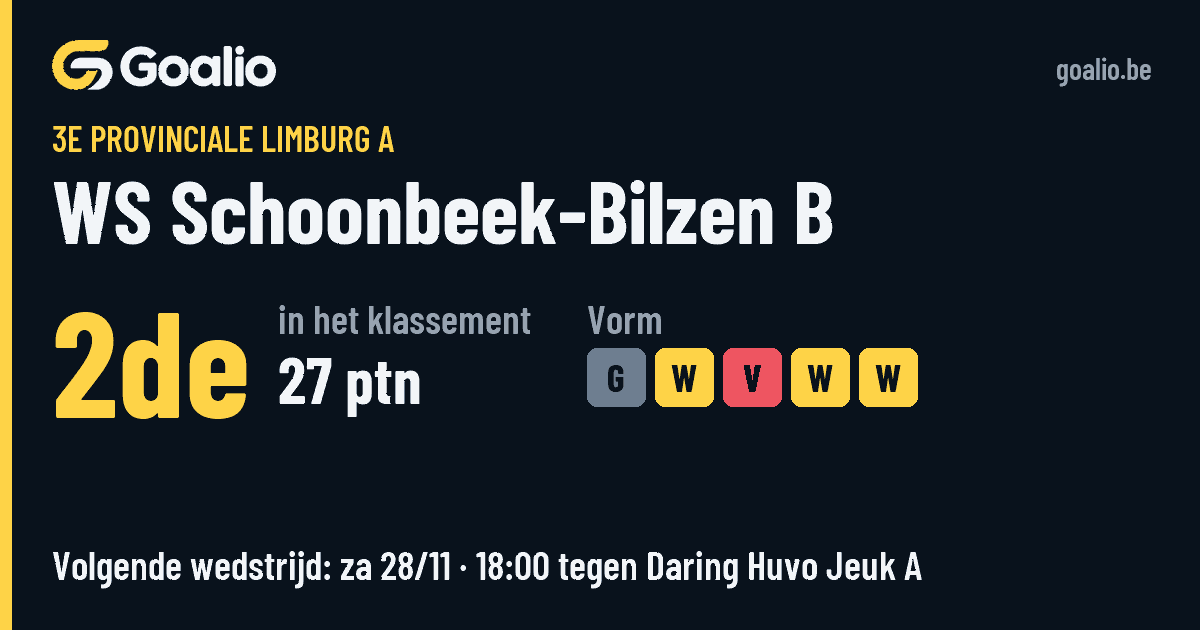 Goalio
goalio.be
3E PROVINCIALE LIMBURG A
WS Schoonbeek-Bilzen B
2de
in het klassement
27 ptn
Vorm
G W V W W
Volgende wedstrijd: za 28/11 · 18:00 tegen Daring Huvo Jeuk A